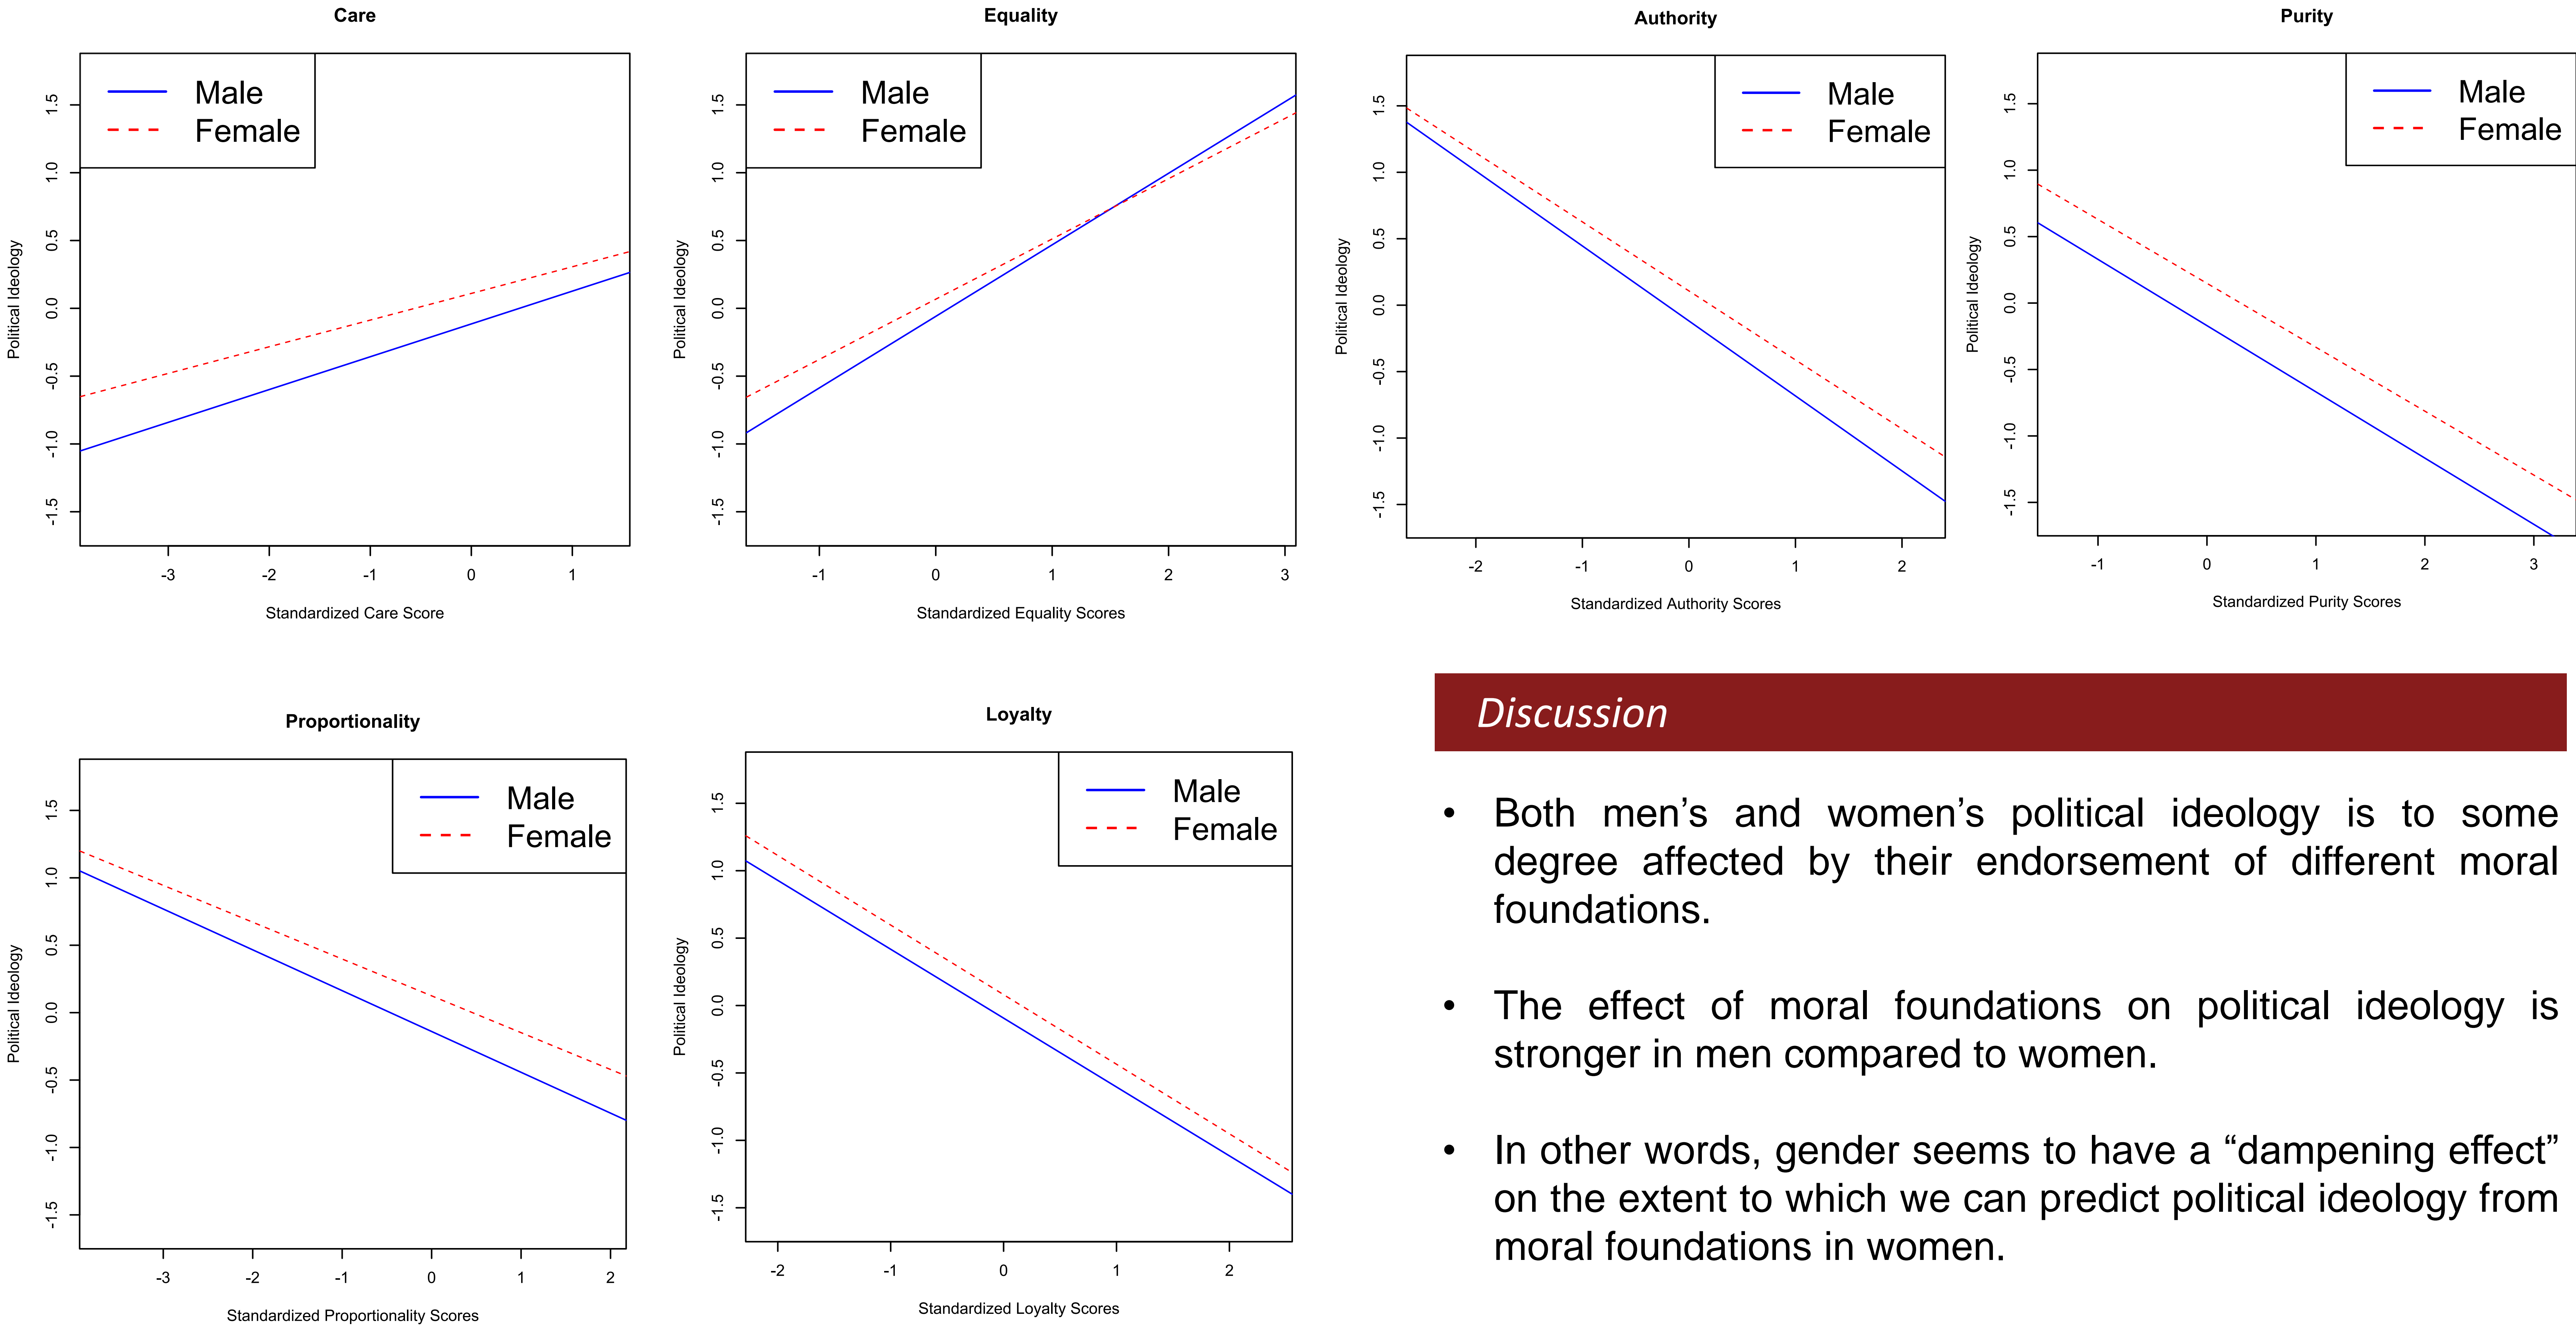 Care
Male
Female
1.5
1.0
0.5
0.0
-0.5
-1.0
-1.5
Political Ideology
-3 -2 -1 0 1
Standardized Care Score
Equality
Male
Female
1.5
1.0
0.5
0.0
-0.5
-1.0
-1.5
Political Ideology
-1 0 1 2 3
Standardized Equality Scores
Authority
Male
Female
1.5
1.0
0.5
0.0
-0.5
-1.0
-1.5
Political Ideology
-2 -1 0 1 2
Standardized Authority Scores
Purity
Male
Female
1.5
1.0
0.5
0.0
-0.5
-1.0
-1.5
Political Ideology
-1 0 1 2 3
Standardized Purity Scores
Proportionality
Male
Female
1.5
1.0
0.5
0.0
-0.5
-1.0
-1.5
Political Ideology
-3 -2 -1 0 1 2
Standardized Proportionality Scores
Loyalty
Male
Female
1.5
1.0
0.5
0.0
-0.5
-1.0
-1.5
Political Ideology
-2 -1 0 1 2
Standardized Loyalty Scores
Discussion
• Both men’s and women’s political ideology is to some
degree affected by their endorsement of different moral
foundations.
• The effect of moral foundations on political ideology is
stronger in men compared to women.
• In other words, gender seems to have a “dampening effect”
on the extent to which we can predict political ideology from
moral foundations in women.